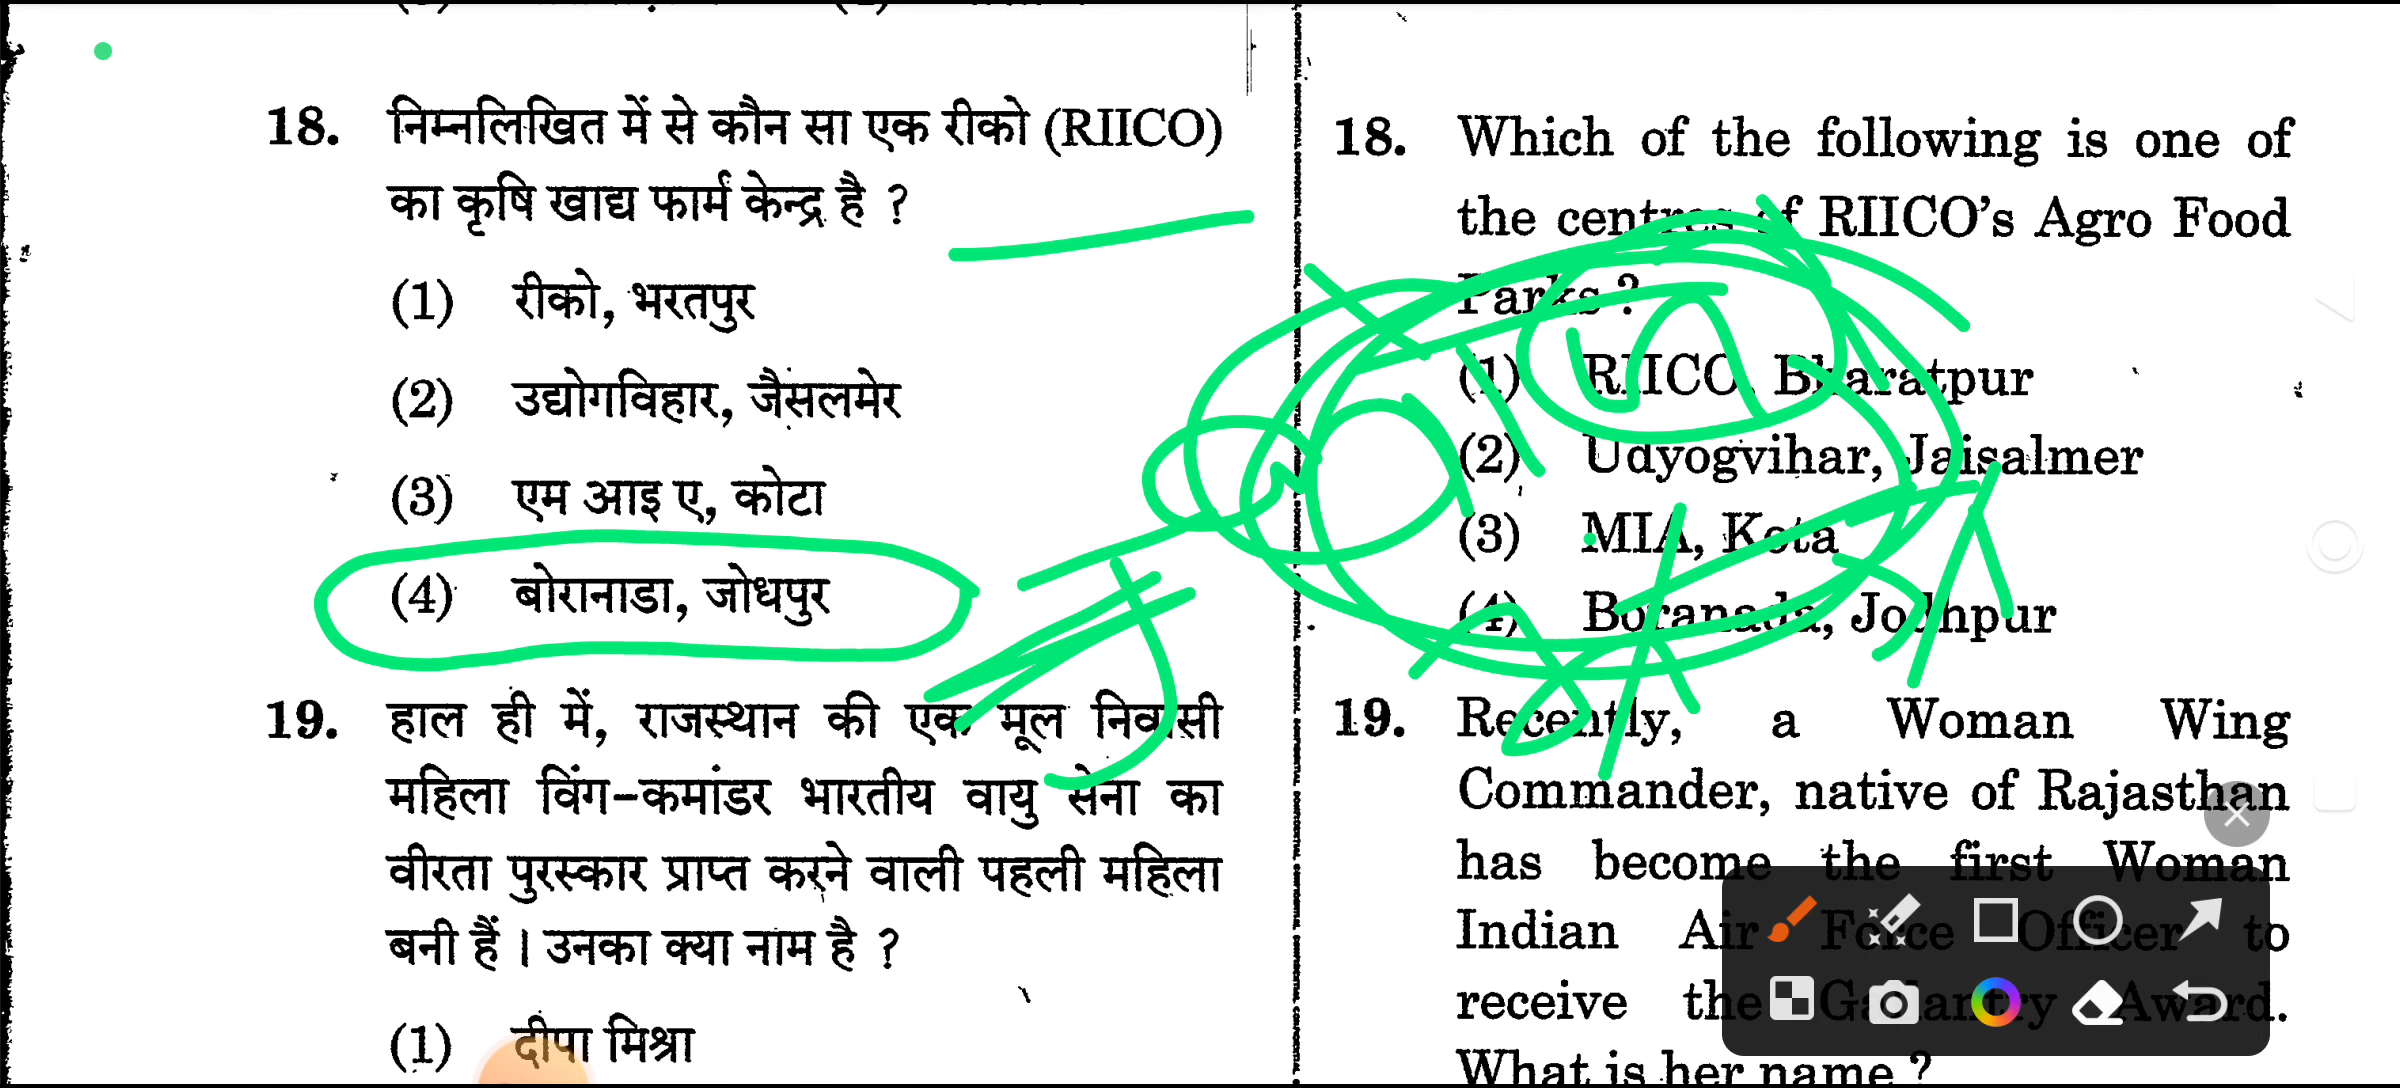 18. निम्नलिखित में से कौन सा एक रीको (RIICO)
का कृषि खाद्य फार्म केन्द्र है ?
(1) रीको, भरतपुर
(2) उद्योगविहार, जैसलमेर
(3) एम आइ ए, कोटा
(4) बोरानाडा, जोधपुर
19. हाल ही में, राजस्थान की एक मूल निवासी
महिला विंग-कमांडर भारतीय वायु सेना का
वीरता पुरस्कार प्राप्त करने वाली पहली महिला
बनी हैं । उनका क्या नाम है ?
(1) दीपा मिश्रा
18. Which of the following is one of
the centres of RIICO's Agro Food
Parks ?
(1) RIICO, Bharatpur
(2) Udyogvihar, Jaisalmer
(3) MIA, Kota
(4) Boranada, Jodhpur
19. Recently, a Woman Wing
Commander, native of Rajasthan
has become the first Woman
Indian Air Force Officer to
receive the Gallantry Award.
What is her name ?